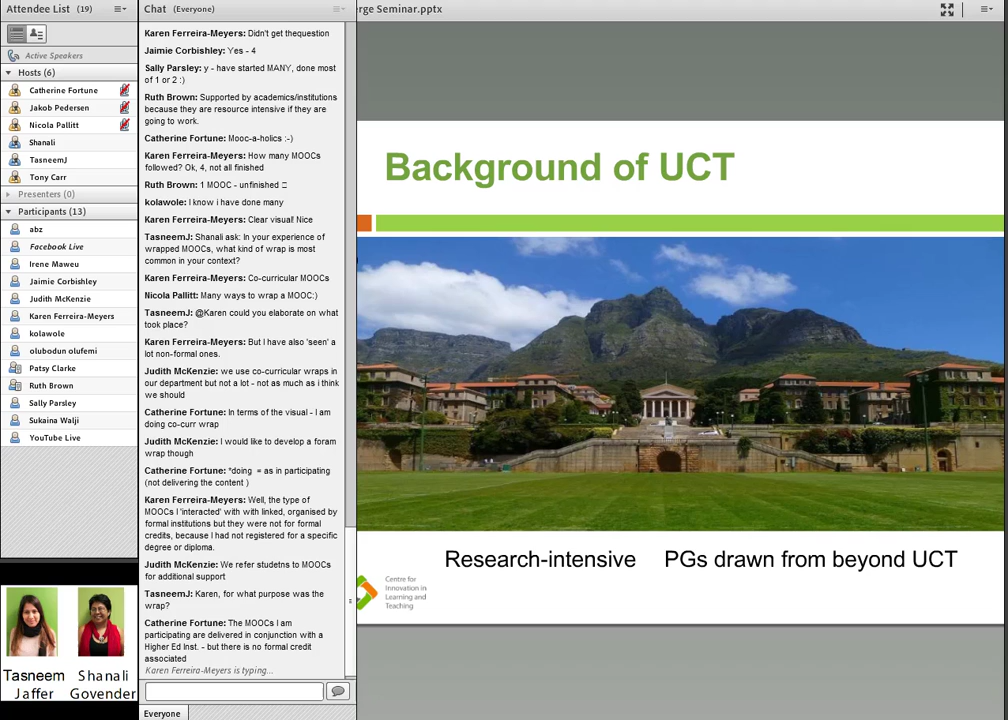 Attendee List (19)
Active Speakers
Hosts (6)
Catherine Fortune
Jakob Pedersen
Nicola Pallitt
Shanali
TasneemJ
Tony Carr
Presenters (0)
Participants (13)
abz
Facebook Live
Irene Maweu
Jaimie Corbishley
Judith McKenzie
Karen Ferreira-Meyers
kolawole
olubodun olufemi
Patsy Clarke
Ruth Brown
Sally Parsley
Sukaina Walji
YouTube Live
Tasneem
Jaffer
Shanali
Govender
Chat (Everyone)
Karen Ferreira-Meyers: Didn't get thequestion
Jaimie Corbishley: Yes - 4
Sally Parsley: y - have started MANY, done most
of 1 or 2 :)
Ruth Brown: Supported by academics/institutions
because they are resource intensive if they are
going to work.
Catherine Fortune: Mooc-a-holics :-)
Karen Ferreira-Meyers: How many MOOCs
followed? Ok, 4, not all finished
Ruth Brown: 1 MOOC - unfinished
kolawole: I know i have done many
Karen Ferreira-Meyers: Clear visual! Nice
TasneemJ: Shanali ask: In your experience of
wrapped MOOCs, what kind of wrap is most
common in your context?
Karen Ferreira-Meyers: Co-curricular MOOCs
Nicola Pallitt: Many ways to wrap a MOOC:)
TasneemJ: @Karen could you elaborate on what
took place?
Karen Ferreira-Meyers: But I have also 'seen' a
lot non-formal ones.
Judith McKenzie: we use co-curricular wraps in
our department but not a lot - not as much as i think
we should
Catherine Fortune: In terms of the visual - I am
doing co-curr wrap
Judith McKenzie: I would like to develop a foram
wrap though
Catherine Fortune: *doing = as in participating
(not delivering the content )
Karen Ferreira-Meyers: Well, the type of
MOOCs I 'interacted' with with linked, organised by
formal institutions but they were not for formal
credits, because I had not registered for a specific
degree or diploma.
Judith McKenzie: We refer studetns to MOOCs
for additional support
TasneemJ: Karen, for what purpose was the
wrap?
Catherine Fortune: The MOOCs I am
participating are delivered in conjunction with a
Higher Ed Inst. - but there is no formal credit
associated
Karen Ferreira-Meyers is typing...
Everyone
erge Seminar.pptx
Background of UCT
Research-intensive PGs drawn from beyond UCT
Centre for
Innovation in
Learning and
Teaching